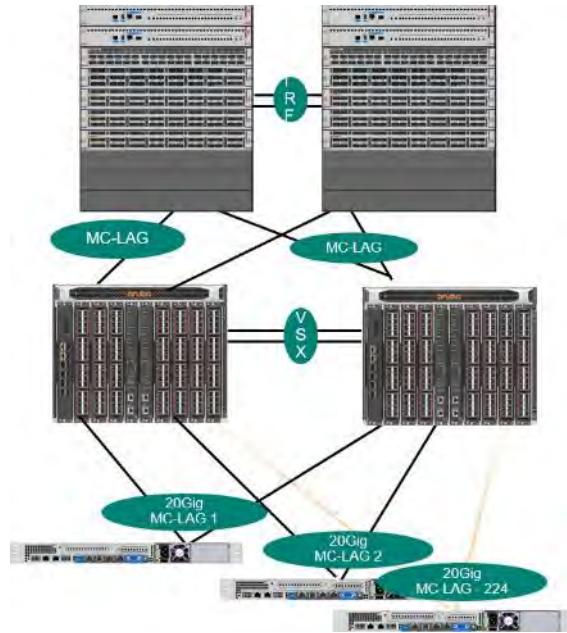 I
R
F
MC-LAG
MC-LAG
aruba
aruba
V
S
X
20Gig
MC-LAG 1
20Gig
MC-LAG 2
20Gig
MC LAG - 224